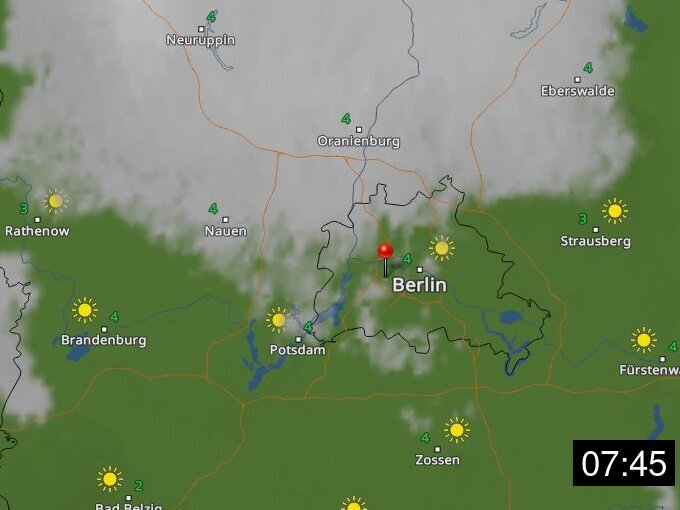 4
Neuruppin
4
Eberswalde
4
Oranienburg
3
Rathenow
4
Nauen
3
Strausberg
4
Berlin
4
Brandenburg
4
Potsdam
4
Fürstenwa
4
Zossen
07:45
2
Bad Belzig